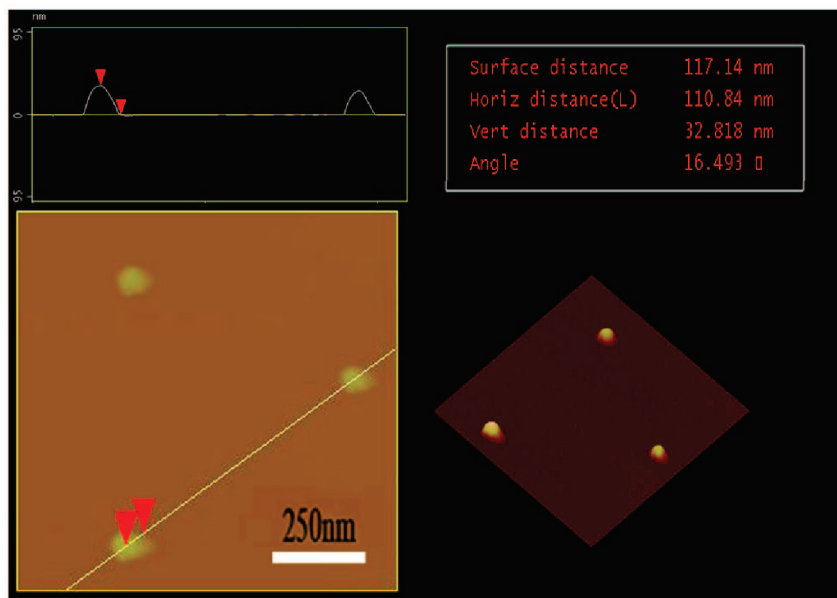 nm
95
0
95
Surface distance 117.14 nm
Horiz distance(L) 110.84 nm
Vert distance 32.818 nm
Angle 16.493 ▯
250nm